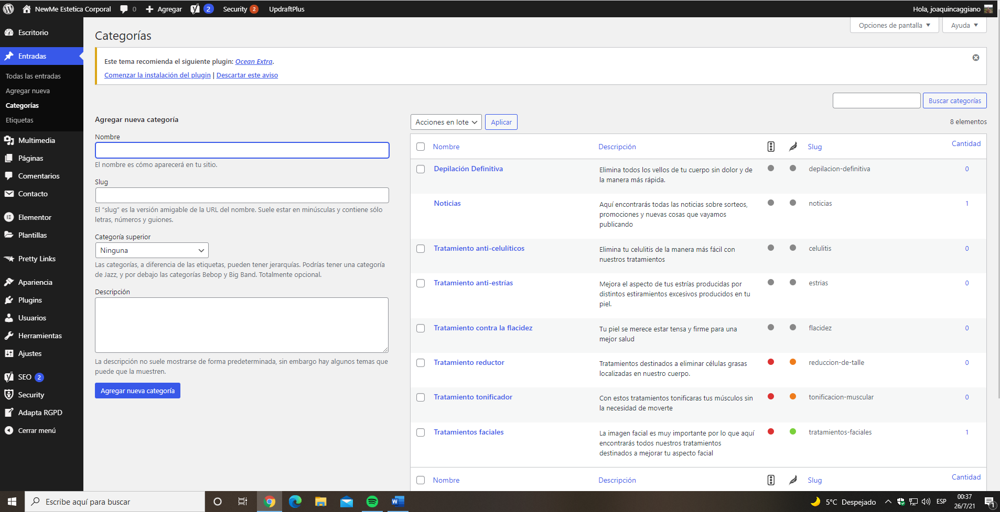 NewMe Estetica Corporal 0 Agregar 2 Security 2 UpdraftPlus Hola, joaquincaggiano
Escritorio
Entradas
Todas las entradas
Agregar nueva
Categorías
Etiquetas
Multimedia
Páginas
Comentarios
Contacto
Elementor
Plantillas
Pretty Links
Apariencia
Plugins
Usuarios
Herramientas
Ajustes
SEO 2
Security
Adapta RGPD
Cerrar menú
Opciones de pantalla Ayuda
Categorías
Este tema recomienda el siguiente plugin: Ocean Extra.
Comenzar la instalación del plugin | Descartar este aviso
Buscar categorías
Agregar nueva categoría
Nombre
El nombre es cómo aparecerá en tu sitio.
Slug
El “slug” es la versión amigable de la URL del nombre. Suele estar en minúsculas y contiene sólo
letras, números y guiones.
Categoría superior
Ninguna
Las categorías, a diferencia de las etiquetas, pueden tener jerarquías. Podrías tener una categoría
de Jazz, y por debajo las categorías Bebop y Big Band. Totalmente opcional.
Descripción
La descripción no suele mostrarse de forma predeterminada, sin embargo hay algunos temas que
puede que la muestren.
Agregar nueva categoría
Acciones en lote Aplicar 8 elementos
Nombre Descripción Slug Cantidad
Depilación Definitiva Elimina todos los vellos de tu cuerpo sin dolor y de depilacion-definitiva 0
la manera más rápida.
Noticias Aquí encontrarás todas las noticias sobre sorteos, noticias 1
promociones y nuevas cosas que vayamos
publicando
Tratamiento anti-celulíticos Elimina tu celulitis de la manera más fácil con celulitis 0
nuestros tratamientos
Tratamiento anti-estrías Mejora el aspecto de tus estrías producidas por estrias 0
distintos estiramientos excesivos producidos en tu
piel.
Tratamiento contra la flacidez Tu piel se merece estar tensa y firme para una flacidez 0
mejor salud
Tratamiento reductor Tratamientos destinados a eliminar células grasas reduccion-de-talle 0
localizadas en nuestro cuerpo.
Tratamiento tonificador Con estos tratamientos tonificaras tus músculos sin tonificacion-muscular 0
la necesidad de moverte
Tratamientos faciales La imagen facial es muy importante por lo que aquí tratamientos-faciales 1
encontrarás todos nuestros tratamientos
destinados a mejorar tu aspecto facial
Nombre Descripción Slug Cantidad
Escribe aquí para buscar 5°C Despejado ESP 00:37
26/7/21 1